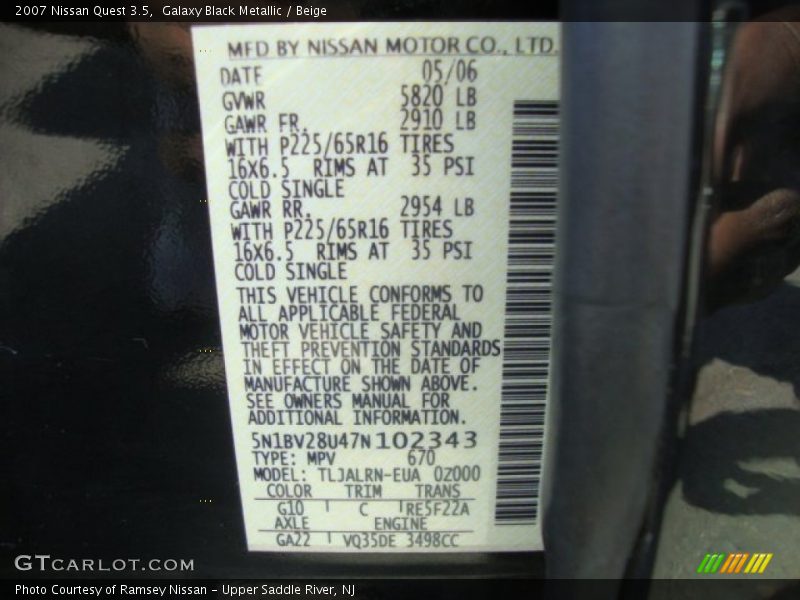 2007 Nissan Quest 3.5,  Galaxy Black Metallic / Beige
MFD BY NISSAN MOTOR CO., LTD.
DATE 05/06
GVWR 5820 LB
GAWR FR. 2910 LB
WITH P225/65R16 TIRES
16X6.5 RIMS AT 35 PSI
COLD SINGLE
GAWR RR. 2954 LB
WITH P225/65R16 TIRES
16X6.5 RIMS AT 35 PSI
COLD SINGLE
THIS VEHICLE CONFORMS TO
ALL APPLICABLE FEDERAL
MOTOR VEHICLE SAFETY AND
THEFT PREVENTION STANDARDS
IN EFFECT ON THE DATE OF
MANUFACTURE SHOWN ABOVE.
SEE OWNERS MANUAL FOR
ADDITIONAL INFORMATION.
5N1BV28U47N102343
TYPE: MPV 670
MODEL: TLJALRN-EUA 0Z000
COLOR TRIM TRANS
G10 C RE5F22A
AXLE ENGINE
GA22 VQ35DE 3498CC
GTCARLOT.COM
Photo Courtesy of Ramsey Nissan - Upper Saddle River, NJ